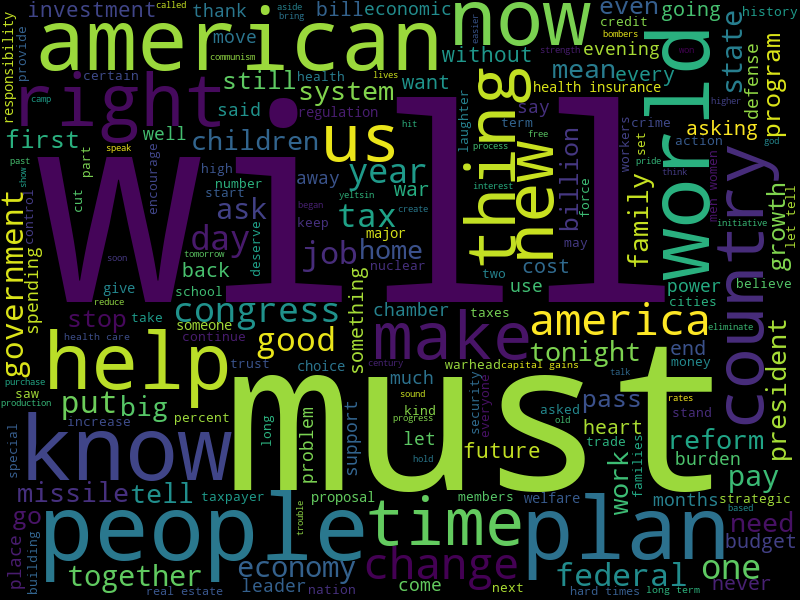 investment
called
aside
bring
american
now
bill
economic
easier
even
going
history
responsibility
provide
think
thank
move
strength
bombers
won
credit
state
certain
communism
health
lives
without
evening
mean
every
program
right
still
want
system
health insurance
defense
camp
said
regulation
laughter
thing
new
say
term
crime
asking
first
speak
well
children
us
hit
process
free
workers
set
action
god
past
show
part
cut
encourage
high
away
year
war
yeltsin
billion
family
pride
think
men women
let tell
will
world
country
growth
initiative
number
start
ask
began
create
interest
force
may
control
day
keep
tax
major
deserve
job
home
nuclear
two
cost
government
spending
soon
tomorrow
back
use
power
believe
give
school
reduce
something
chamber
cities
stop
take
someone
congress
make
taxes
america
eliminate
health care
continue
good
president
help
trust
choice
century
warhead
capital gains
tonight
end
talk
money
purchase
saw
production
put
big
percent
much
sound
kind
progress
security
everyone
asked
old
pass
rates
stand
must
know
increase
long
problem
support
let
hold
future
heart
trade
reform
burden
special
missile
tell
taxpayer
proposal
members
welfare
work
families
months
strategic
pay
go
people
trouble
time
plan
based
need
budget
place
building
together
economy
leader
change
federal
one
never
real estate
nation
come
next
hard times
long term